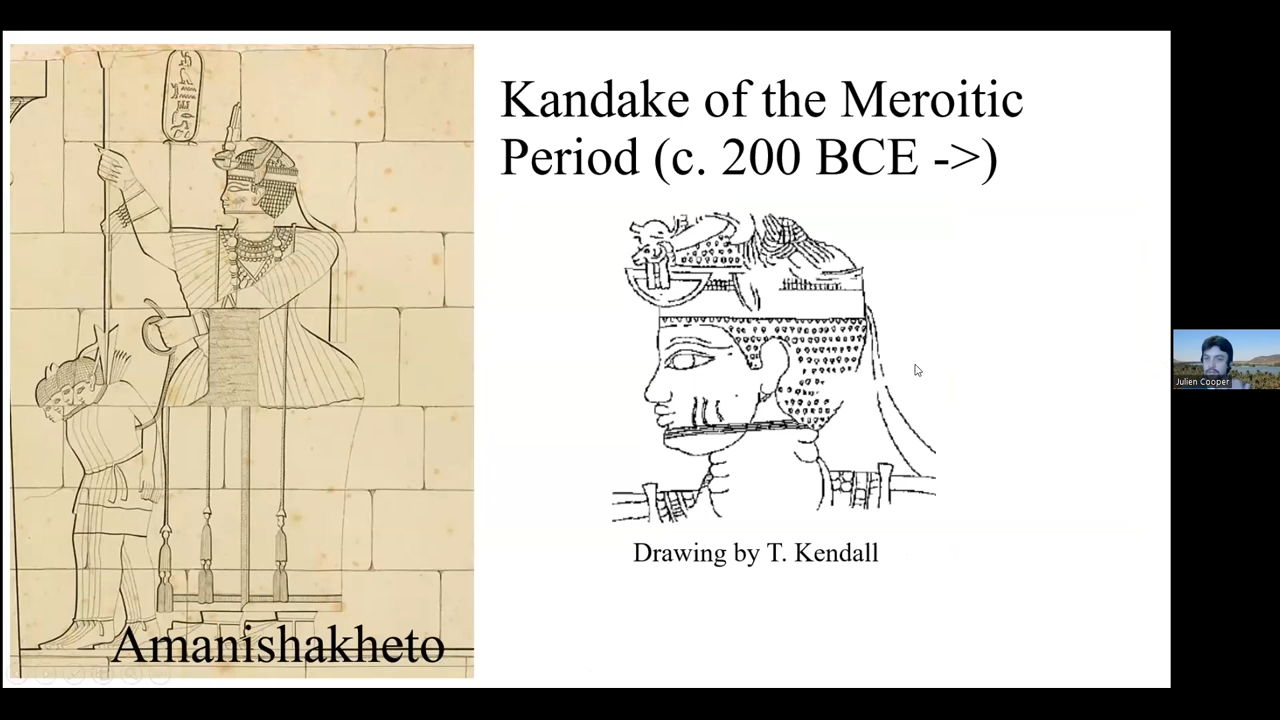 Kandake of the Meroitic
Period (c. 200 BCE ->)
Drawing by T. Kendall
Amanishakheto
Julien Cooper